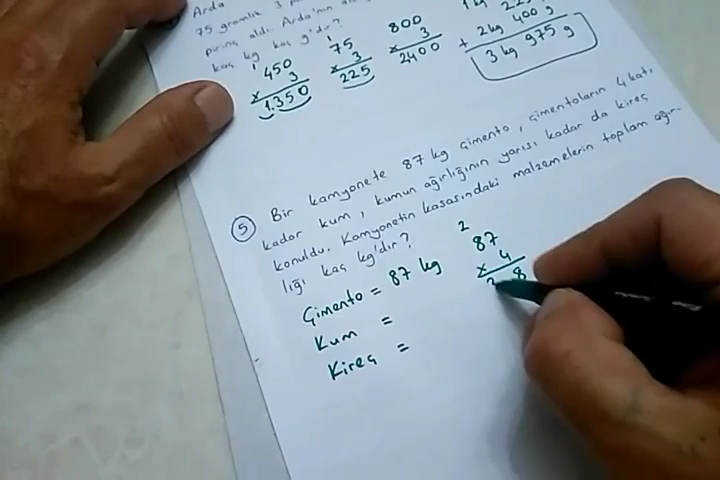 Arda
75 gramlık 3
pirinç aldı. Arda'nın
kaç kg kaç g'dır?
450
x 3
1.350
75
x 3
225
800
x 3
2400
+ 2 kg 400 g
3 kg 975 g
5 Bir kamyonete 87 kg çimento, çimentoların 4 katı
kadar kum, kumun ağırlığının yarısı kadar da kireç
konuldu. Kamyonetin kasasındaki malzemelerin toplam ağır-
lığı kaç kg'dır?
Çimento = 87 kg
Kum =
Kireç =
2
87
x 4
8